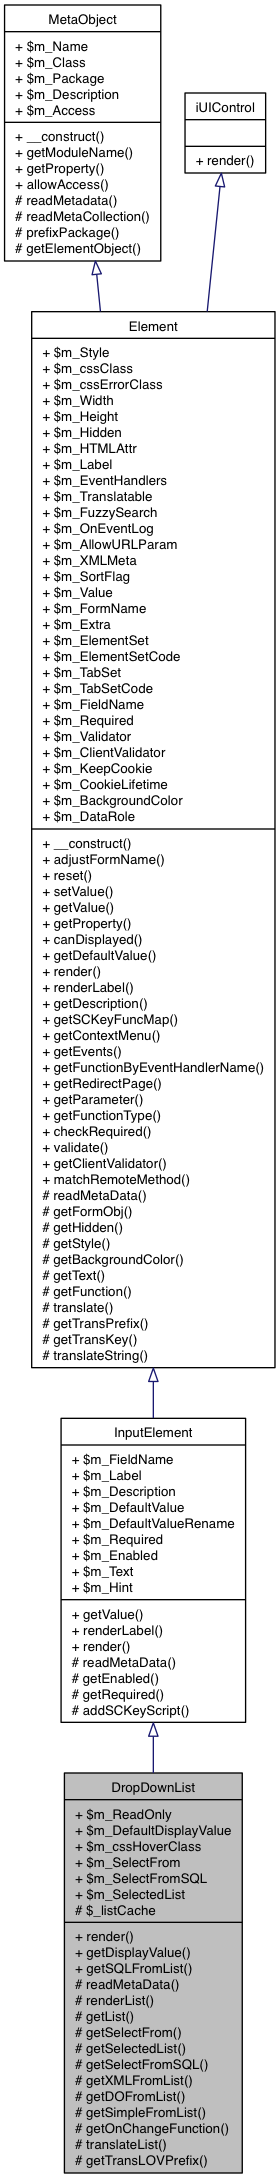 MetaObject
+ $m_Name
+ $m_Class
+ $m_Package
+ $m_Description
+ $m_Access
+ __construct()
+ getModuleName()
+ getProperty()
+ allowAccess()
# readMetadata()
# readMetaCollection()
# prefixPackage()
# getElementObject()
iUIControl
+ render()
Element
+ $m_Style
+ $m_cssClass
+ $m_cssErrorClass
+ $m_Width
+ $m_Height
+ $m_Hidden
+ $m_HTMLAttr
+ $m_Label
+ $m_EventHandlers
+ $m_Translatable
+ $m_FuzzySearch
+ $m_OnEventLog
+ $m_AllowURLParam
+ $m_XMLMeta
+ $m_SortFlag
+ $m_Value
+ $m_FormName
+ $m_Extra
+ $m_ElementSet
+ $m_ElementSetCode
+ $m_TabSet
+ $m_TabSetCode
+ $m_FieldName
+ $m_Required
+ $m_Validator
+ $m_ClientValidator
+ $m_KeepCookie
+ $m_CookieLifetime
+ $m_BackgroundColor
+ $m_DataRole
+ __construct()
+ adjustFormName()
+ reset()
+ setValue()
+ getValue()
+ getProperty()
+ canDisplayed()
+ getDefaultValue()
+ render()
+ renderLabel()
+ getDescription()
+ getSCKeyFuncMap()
+ getContextMenu()
+ getEvents()
+ getFunctionByEventHandlerName()
+ getRedirectPage()
+ getParameter()
+ getFunctionType()
+ checkRequired()
+ validate()
+ getClientValidator()
+ matchRemoteMethod()
# readMetaData()
# getFormObj()
# getHidden()
# getStyle()
# getBackgroundColor()
# getText()
# getFunction()
# translate()
# getTransPrefix()
# getTransKey()
# translateString()
InputElement
+ $m_FieldName
+ $m_Label
+ $m_Description
+ $m_DefaultValue
+ $m_DefaultValueRename
+ $m_Required
+ $m_Enabled
+ $m_Text
+ $m_Hint
+ getValue()
+ renderLabel()
+ render()
# readMetaData()
# getEnabled()
# getRequired()
# addSCKeyScript()
DropDownList
+ $m_ReadOnly
+ $m_DefaultDisplayValue
+ $m_cssHoverClass
+ $m_SelectFrom
+ $m_SelectFromSQL
+ $m_SelectedList
# $_listCache
+ render()
+ getDisplayValue()
+ getSQLFromList()
# readMetaData()
# renderList()
# getList()
# getSelectFrom()
# getSelectedList()
# getSelectFromSQL()
# getXMLFromList()
# getDOFromList()
# getSimpleFromList()
# getOnChangeFunction()
# translateList()
# getTransLOVPrefix()